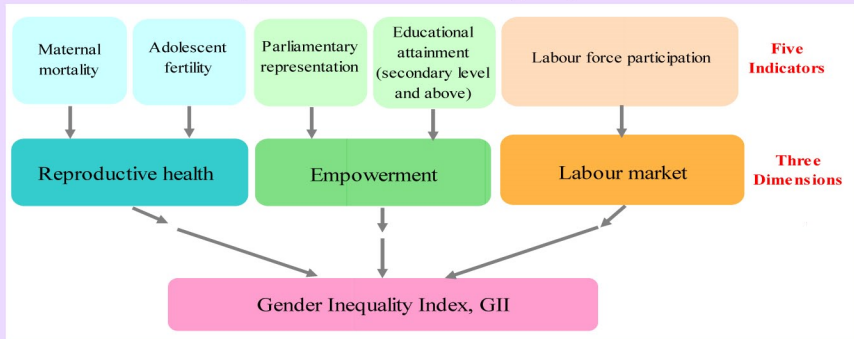 Maternal
mortality
Adolescent
fertility
Parliamentary
representation
Educational
attainment
(secondary level
and above)
Labour force participation
Five
Indicators
Reproductive health
Empowerment
Labour market
Three
Dimensions
Gender Inequality Index, GII